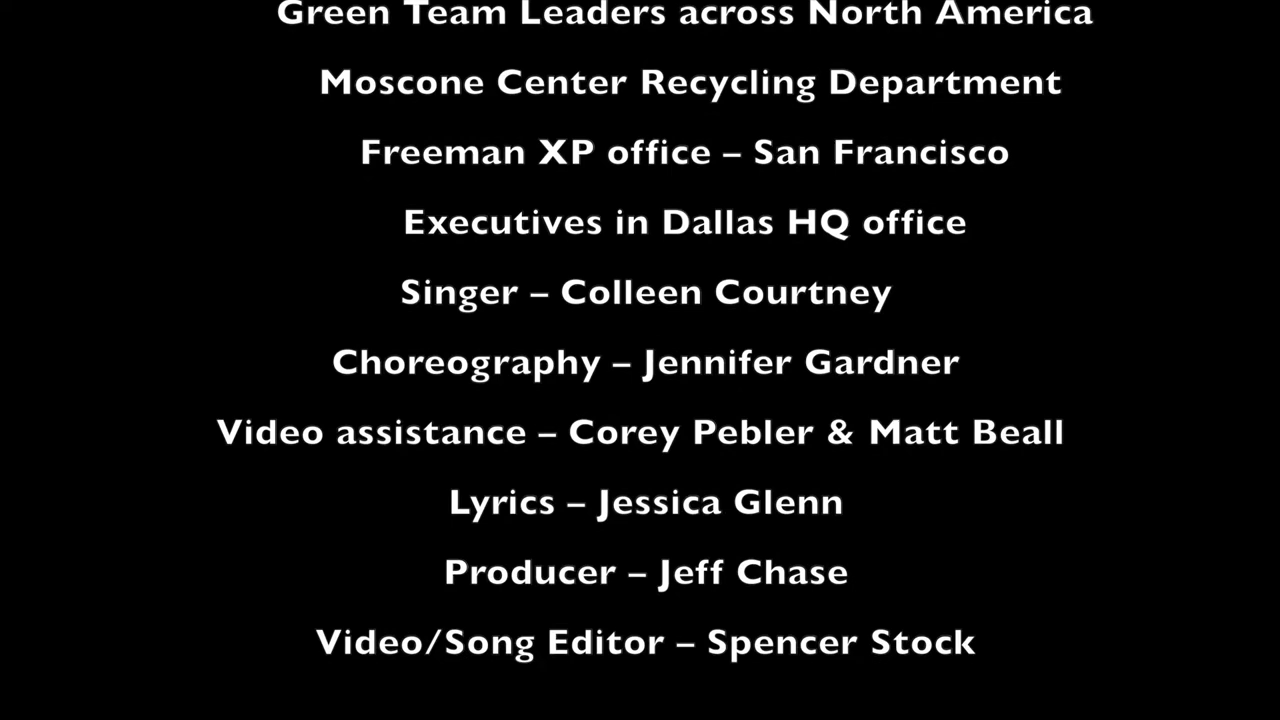 Green Team Leaders across North America
Moscone Center Recycling Department
Freeman XP office – San Francisco
Executives in Dallas HQ office
Singer – Colleen Courtney
Choreography – Jennifer Gardner
Video assistance – Corey Pebler & Matt Beall
Lyrics – Jessica Glenn
Producer – Jeff Chase
Video/Song Editor – Spencer Stock